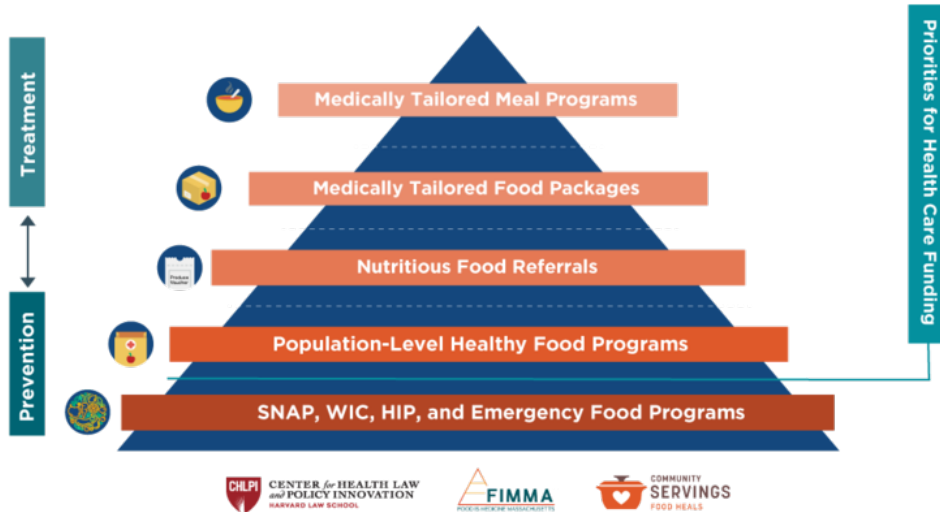 Treatment
Prevention
Priorities for Health Care Funding
Medically Tailored Meal Programs
Medically Tailored Food Packages
Nutritious Food Referrals
Produce
Voucher
Population-Level Healthy Food Programs
SNAP, WIC, HIP, and Emergency Food Programs
CHLPI
CENTER for HEALTH LAW
and POLICY INNOVATION
HARVARD LAW SCHOOL
FIMMA
FOOD IS MEDICINE MASSACHUSETTS
COMMUNITY
SERVINGS
FOOD HEALS